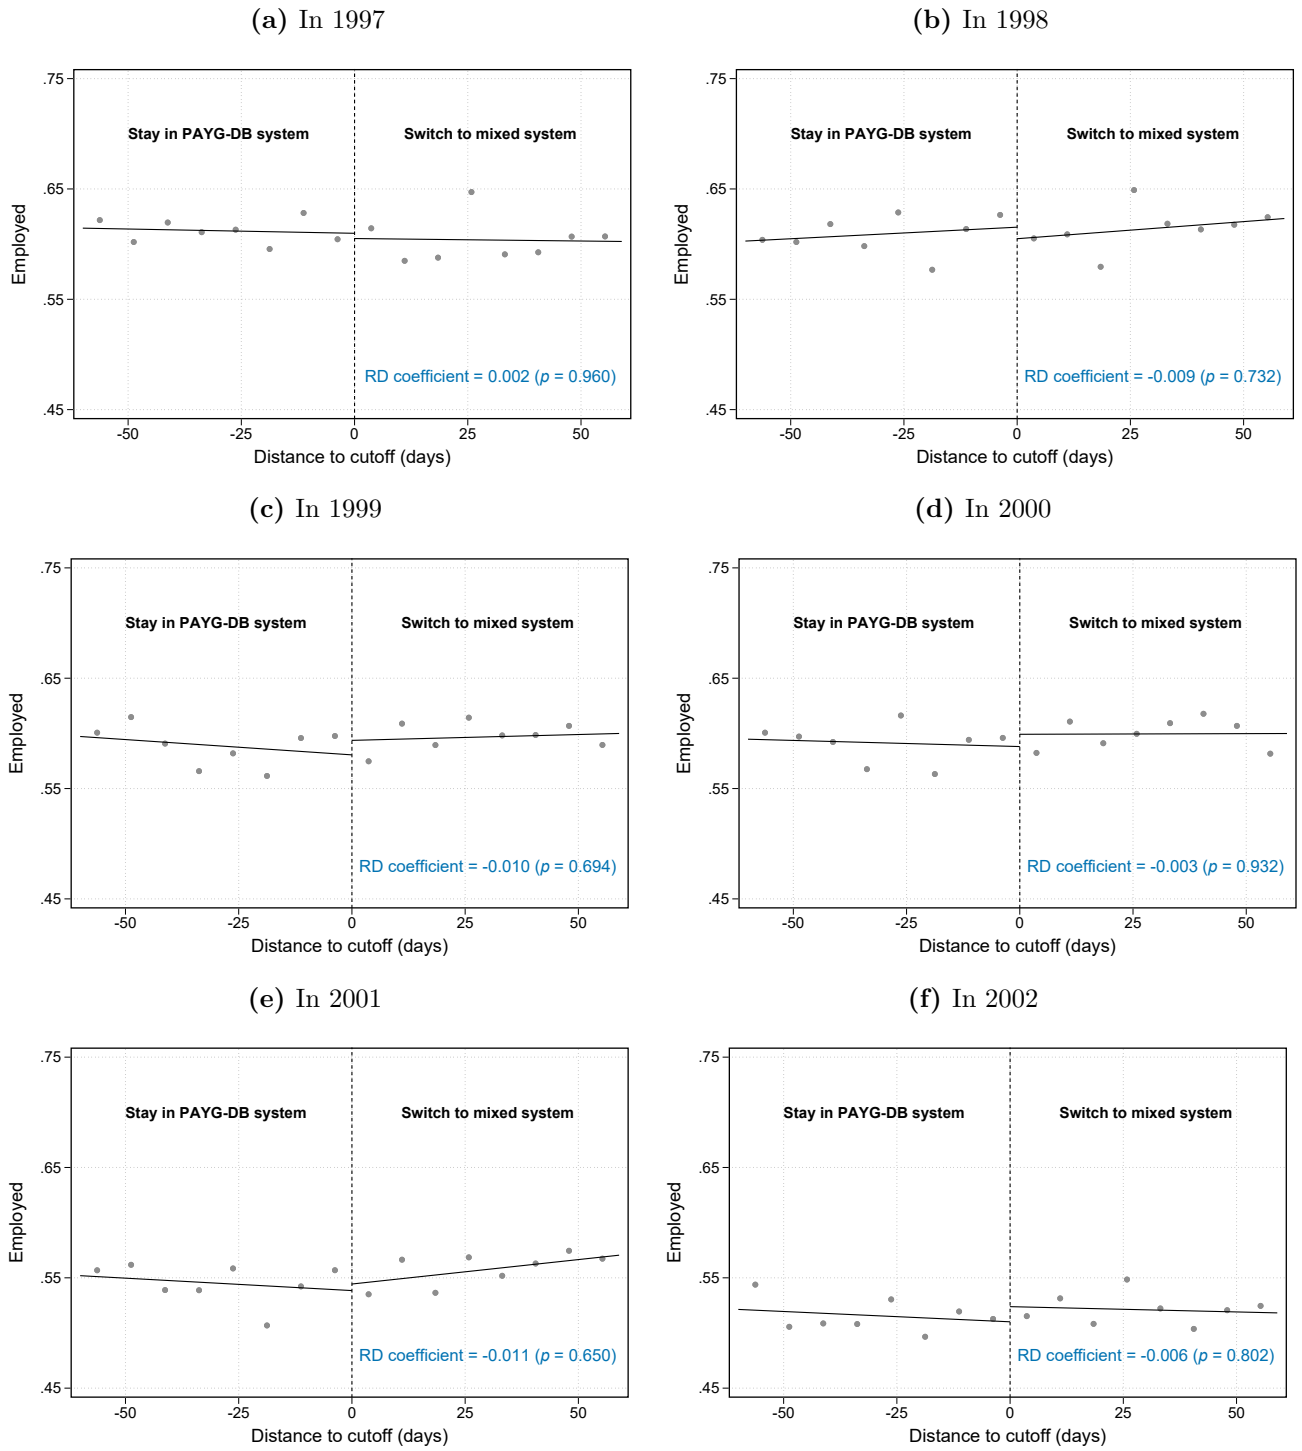 (a) In 1997
(b) In 1998
.75
Stay in PAYG-DB system
Switch to mixed system
.65
Employed
.55
RD coefficient = 0.002 (p = 0.960)
.45
-50
-25
0
25
50
Distance to cutoff (days)
.75
Stay in PAYG-DB system
Switch to mixed system
.65
Employed
.55
RD coefficient = -0.009 (p = 0.732)
.45
-50
-25
0
25
50
Distance to cutoff (days)
(c) In 1999
(d) In 2000
.75
Stay in PAYG-DB system
Switch to mixed system
.65
Employed
.55
RD coefficient = -0.010 (p = 0.694)
.45
-50
-25
0
25
50
Distance to cutoff (days)
.75
Stay in PAYG-DB system
Switch to mixed system
.65
Employed
.55
RD coefficient = -0.003 (p = 0.932)
.45
-50
-25
0
25
50
Distance to cutoff (days)
(e) In 2001
(f) In 2002
.75
Stay in PAYG-DB system
Switch to mixed system
.65
Employed
.55
RD coefficient = -0.011 (p = 0.650)
.45
-50
-25
0
25
50
Distance to cutoff (days)
.75
Stay in PAYG-DB system
Switch to mixed system
.65
Employed
.55
RD coefficient = -0.006 (p = 0.802)
.45
-50
-25
0
25
50
Distance to cutoff (days)